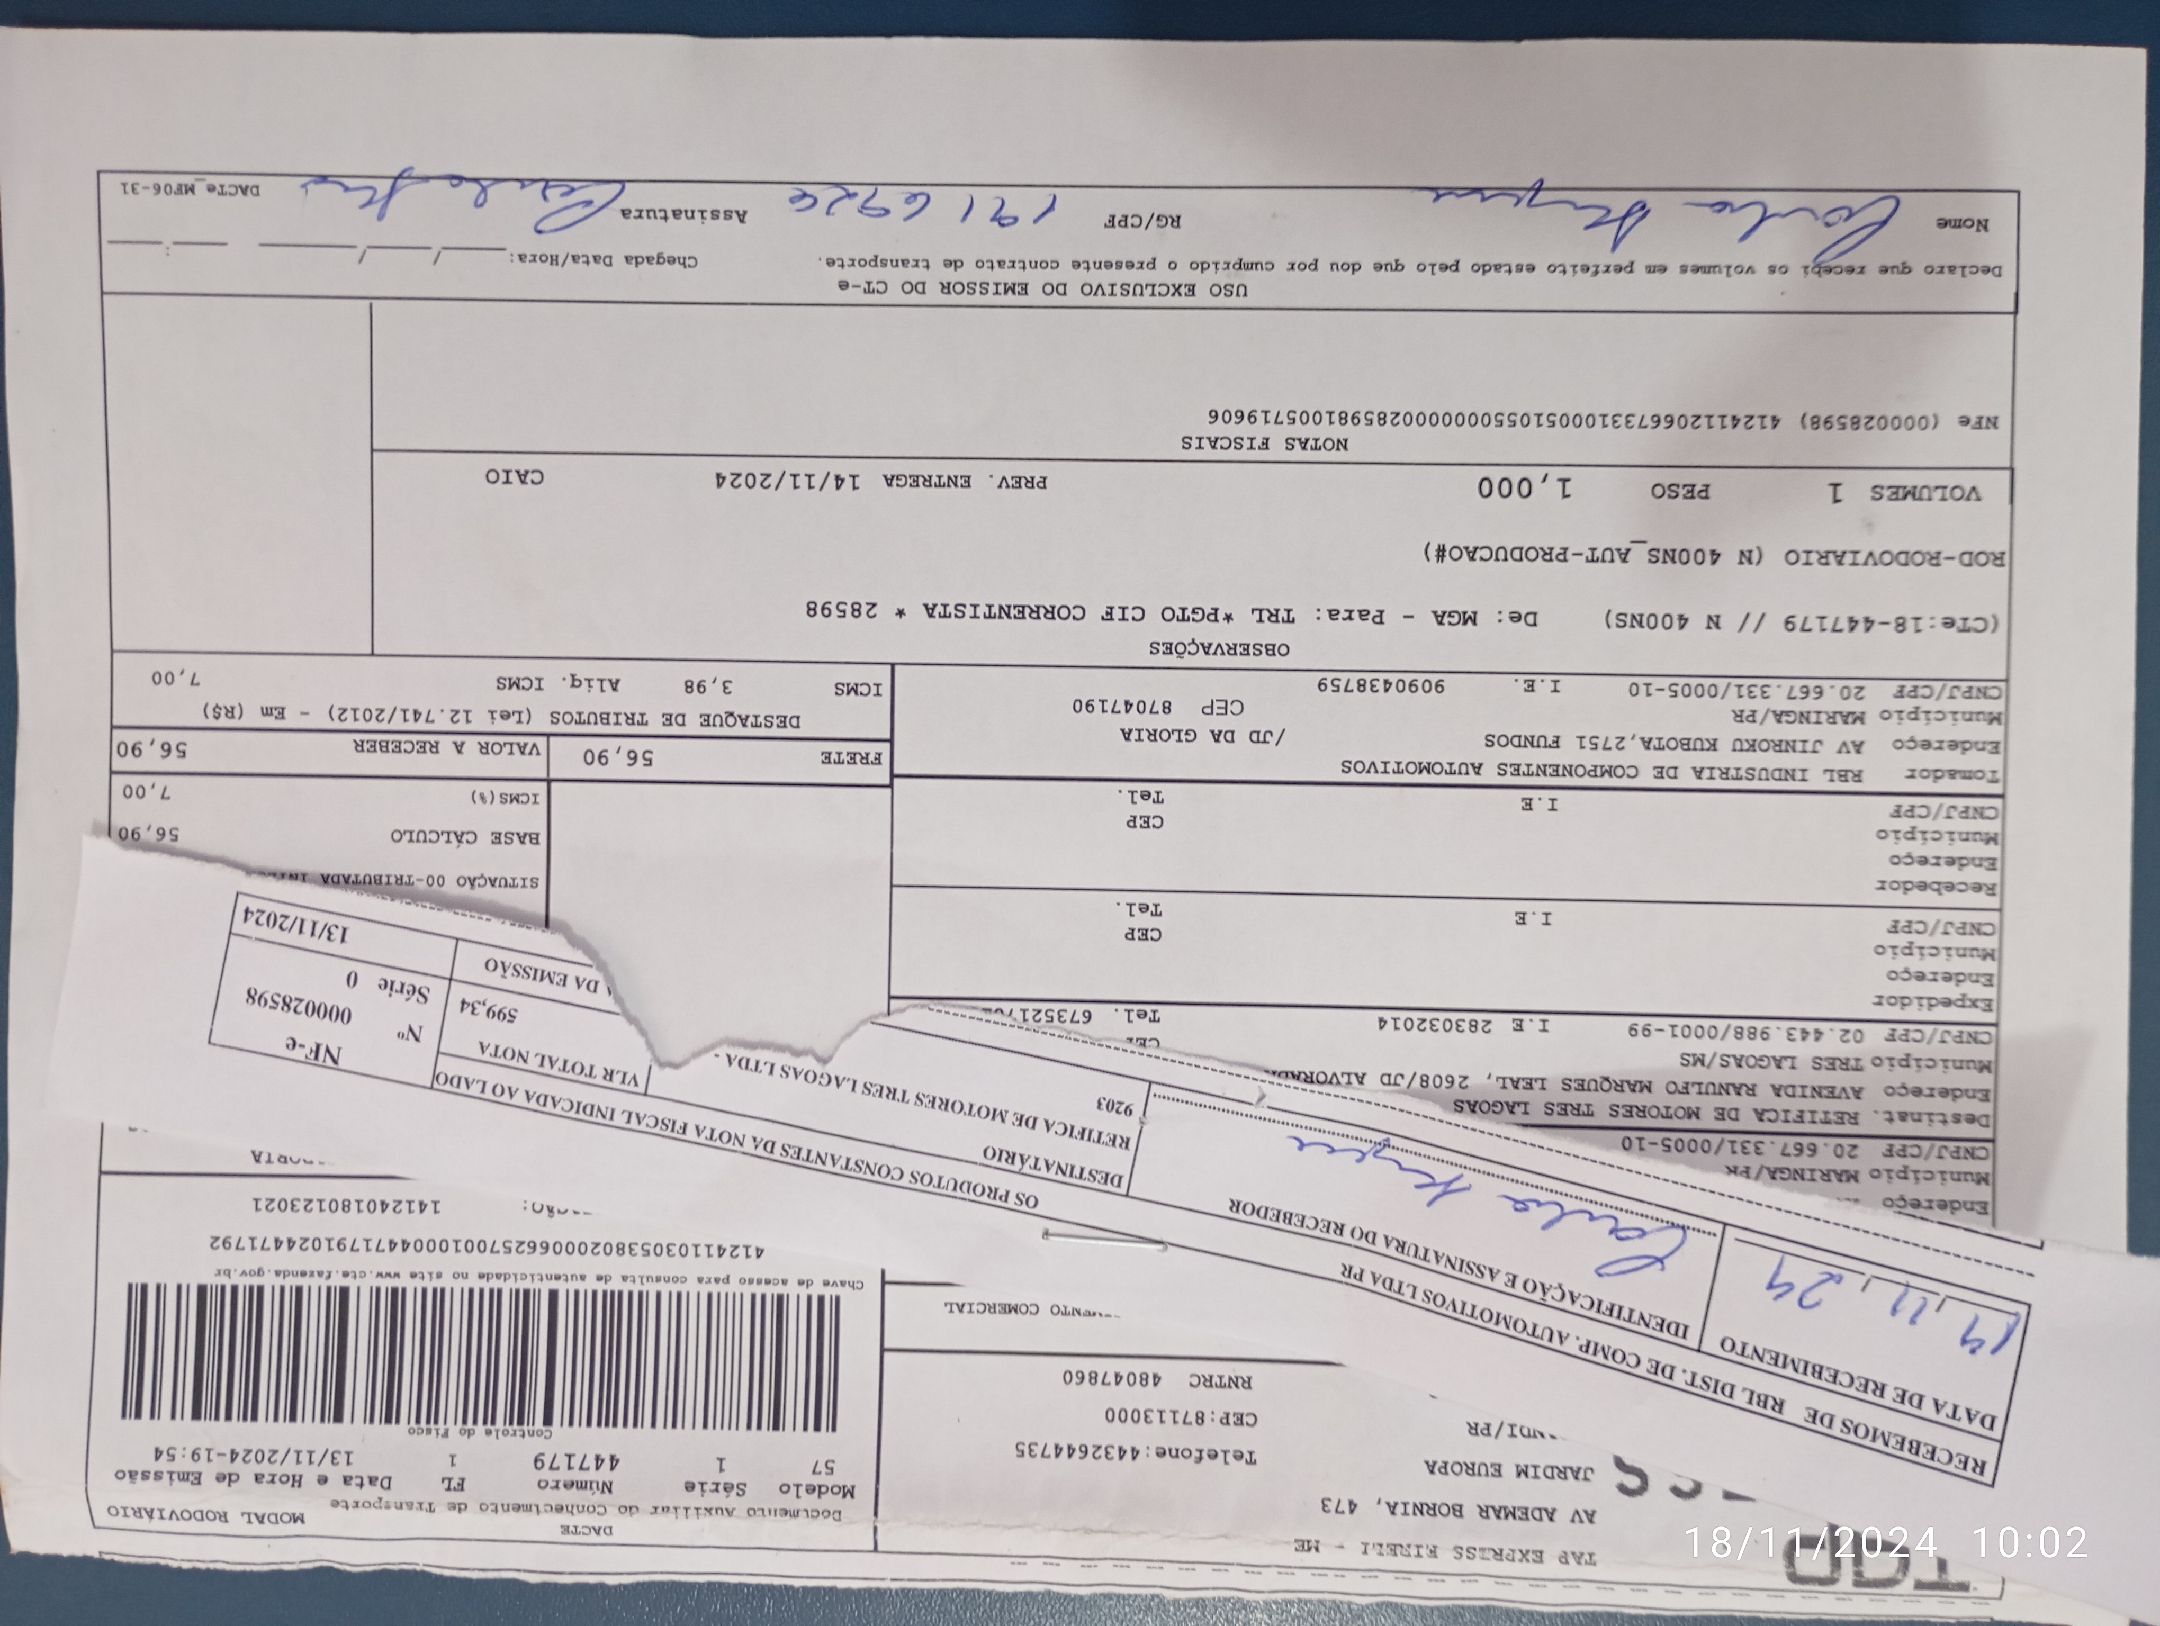 TAP EXPRESS EIRELI - ME
AV ADEMAR BORNIA, 473
JARDIM EUROPA
Telefone:4432644735
CEP:87113000
RNTRC 48047860
DACTE
MODAL RODOVIÁRIO
Documento Auxiliar do Conhecimento de Transporte
Modelo Série Número FL Data e Hora de Emissão
57 1 447179 1 13/11/2024-19:54
Controle do Fisco
Chave de acesso para consulta de autenticidade no site www.cte.fazenda.gov.br
41241103053802000662570010004471791024471792
141240180123021
RECEBEMOS DE RBL DIST. DE COMP. AUTOMOTIVOS LTDA PR OS PRODUTOS CONSTANTES DA NOTA FISCAL INDICADA AO LADO
DATA DE RECEBIMENTO
IDENTIFICAÇÃO E ASSINATURA DO RECEBEDOR
DESTINATÁRIO
RETIFICA DE MOTORES TRES LAGOAS LTDA -
9203
VLR TOTAL NOTA
599,34
DA EMISSÃO
13/11/2024
NF-e
Nº 000028598
Série 0
Endereço
Município MARINGA/PR
CNPJ/CPF 20.667.331/0005-10
Destinat. RETIFICA DE MOTORES TRES LAGOAS
Endereço AVENIDA RANULFO MARQUES LEAL, 2608/JD ALVORADA
Município TRES LAGOAS/MS
CNPJ/CPF 02.443.988/0001-99 I.E 283032014 Tel.
Expedidor
Endereço
Município CEP
CNPJ/CPF I.E Tel.
Recebedor
Endereço
Município CEP
CNPJ/CPF I.E Tel.
SITUAÇÃO 00-TRIBUTADA
BASE CÁLCULO 56,90
ICMS(%) 7,00
Tomador RBL INDUSTRIA DE COMPONENTES AUTOMOTIVOS
Endereço AV JINROKU KUBOTA,2751 FUNDOS /JD DA GLORIA
Município MARINGA/PR CEP 87047190
CNPJ/CPF 20.667.331/0005-10 I.E. 9090438759
FRETE 56,90 VALOR A RECEBER 56,90
DESTAQUE DE TRIBUTOS (Lei 12.741/2012) - Em (R$)
ICMS 3,98 Aliq. ICMS 7,00
OBSERVAÇÕES
(CTe:18-447179 // N 400NS) De: MGA - Para: TRL *PGTO CIF CORRENTISTA * 28598
ROD-RODOVIARIO (N 400NS_AUT-PRODUCAO#)
VOLUMES 1 PESO 1,000 PREV. ENTREGA 14/11/2024 CAIO
NOTAS FISCAIS
NFe (000028598) 41241120667331000510550000000285981005719606
USO EXCLUSIVO DO EMISSOR DO CT-e
Declaro que recebi os volumes em perfeito estado pelo que dou por cumprido o presente contrato de transporte. Chegada Data/Hora:
Nome RG/CPF Assinatura
DACTe_MF06-31
18/11/2024 10:02